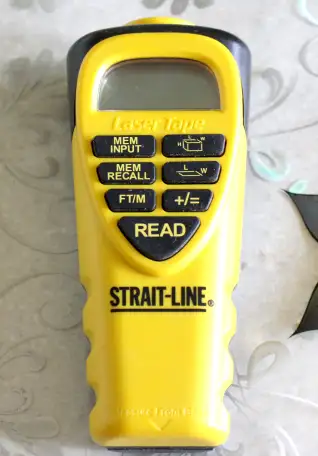 LaserTape
MEM
INPUT
H W L
MEM
RECALL
L W
FT/M
+/=
READ
STRAIT-LINE®